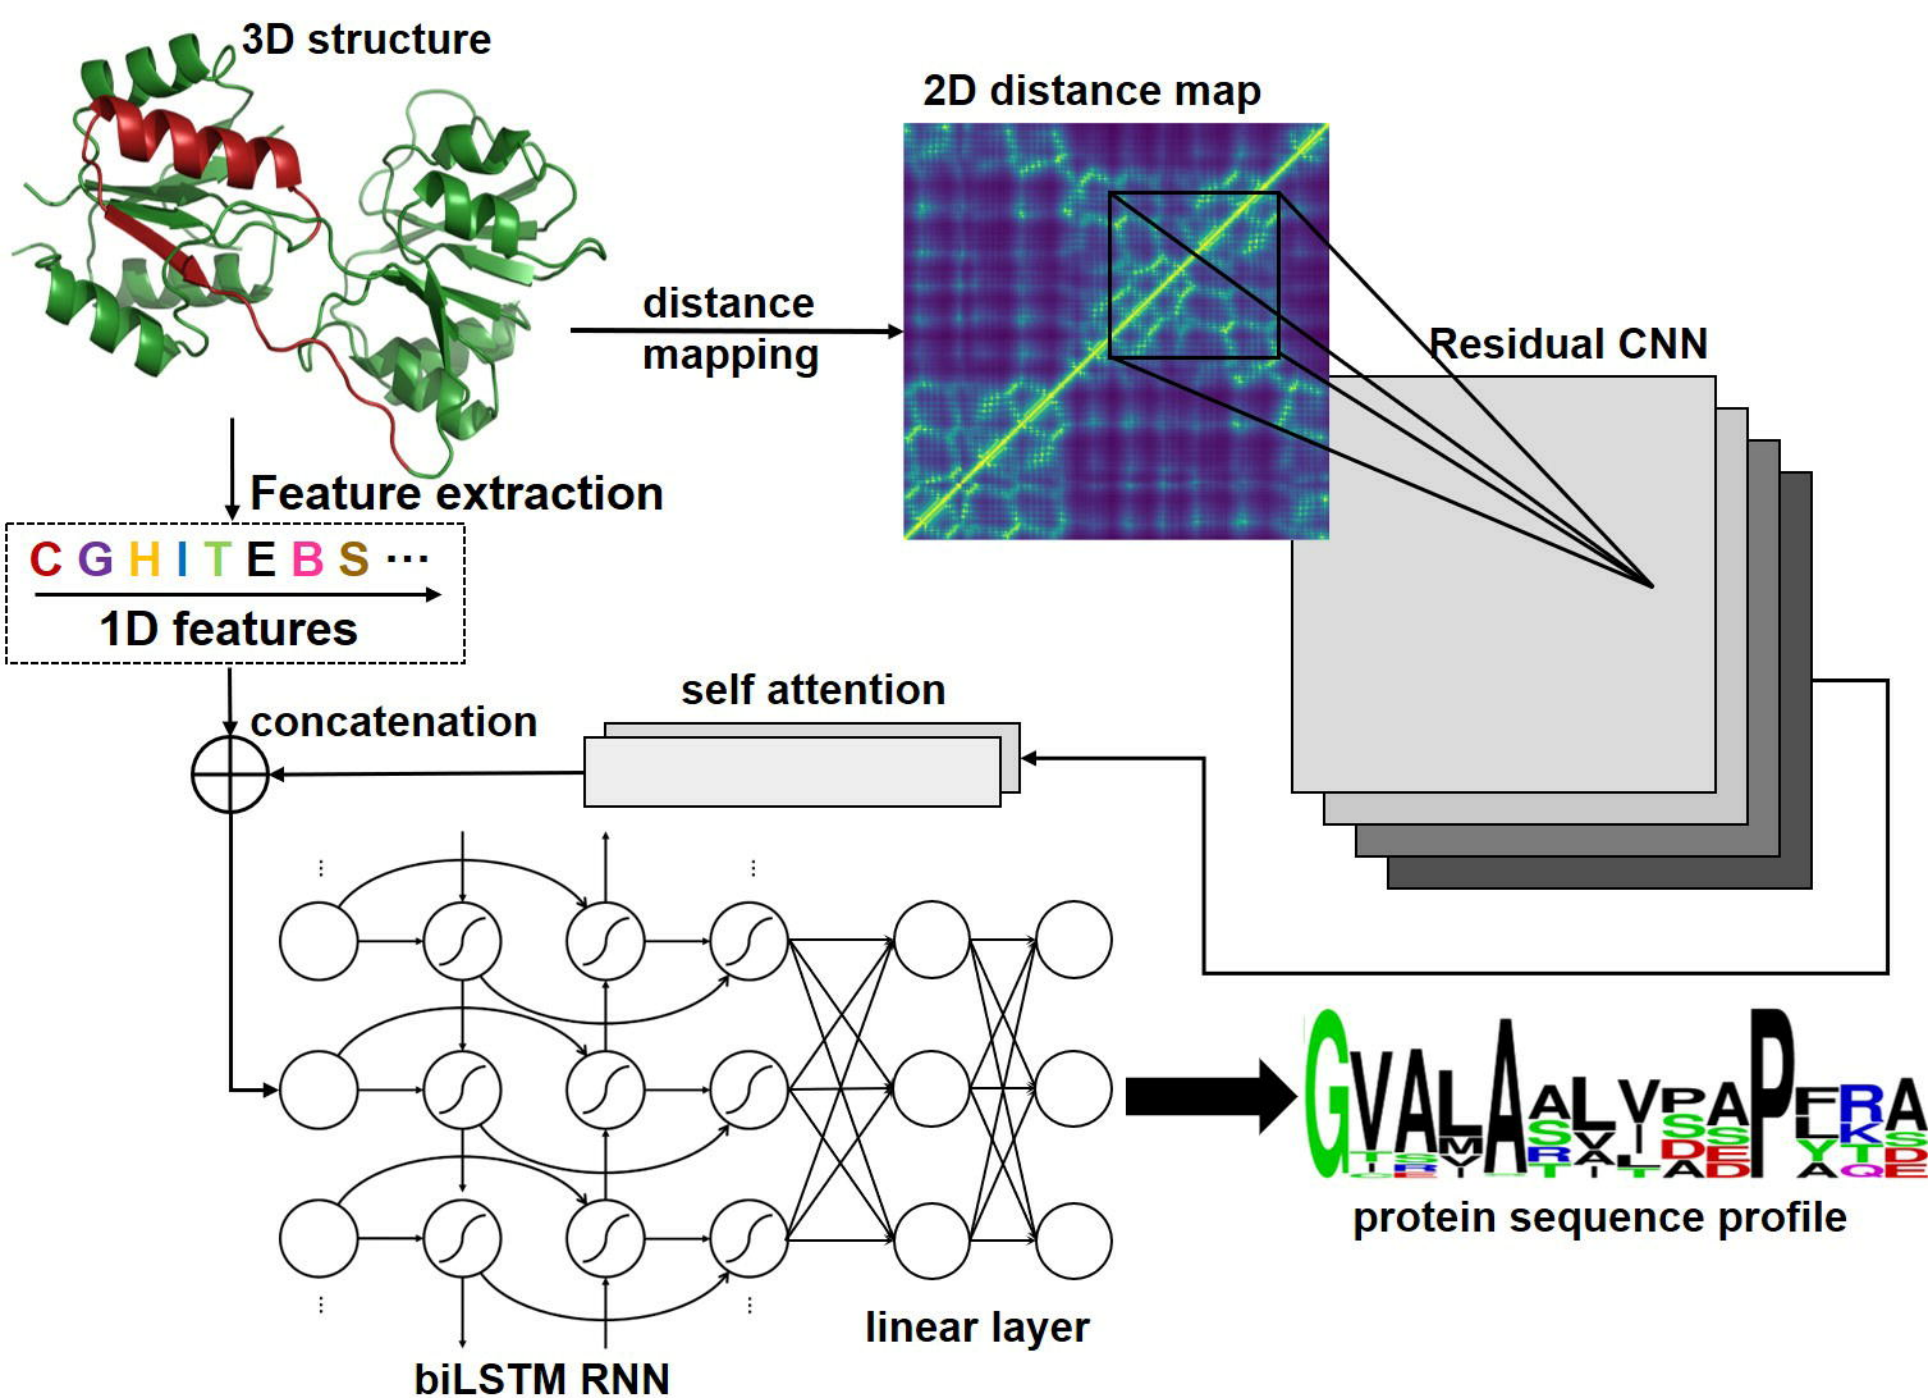 3D structure
2D distance map
distance
mapping
Residual CNN
Feature extraction
C G H I T E B S ...
1D features
self attention
concatenation
GVALAALVPAPFRA
protein sequence profile
linear layer
biLSTM RNN